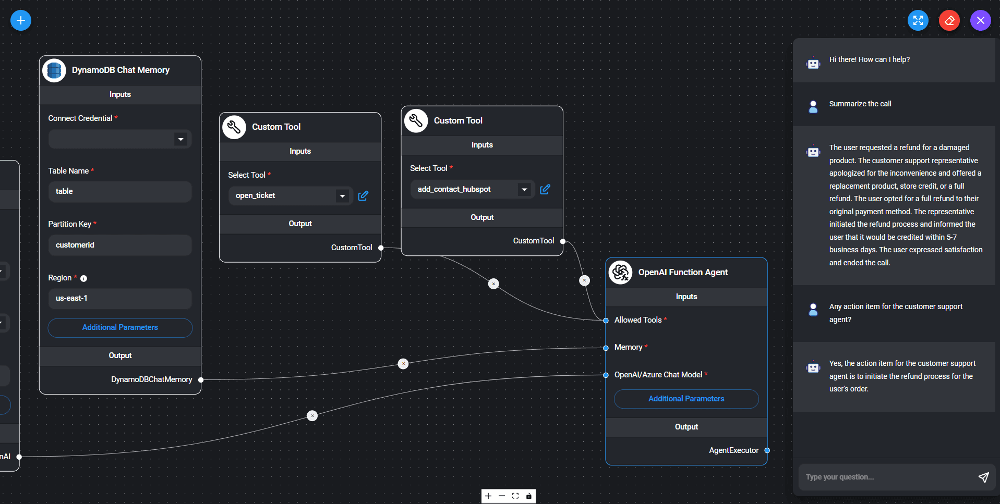 DynamoDB Chat Memory
Inputs
Connect Credential *
Table Name *
table
Partition Key *
customerid
Region *
us-east-1
Additional Parameters
Output
DynamoDBChatMemory
nAI
Custom Tool
Inputs
Select Tool *
open_ticket
Output
CustomTool
Custom Tool
Inputs
Select Tool *
add_contact_hubspot
Output
CustomTool
OpenAI Function Agent
Inputs
Allowed Tools *
Memory *
OpenAI/Azure Chat Model *
Additional Parameters
Output
AgentExecutor
Hi there! How can I help?
Summarize the call
The user requested a refund for a damaged
product. The customer support representative
apologized for the inconvenience and offered a
replacement product, store credit, or a full
refund. The user opted for a full refund to their
original payment method. The representative
initiated the refund process and informed the
user that it would be credited within 5-7
business days. The user expressed satisfaction
and ended the call.
Any action item for the customer support
agent?
Yes, the action item for the customer support
agent is to initiate the refund process for the
user's order.
Type your question...